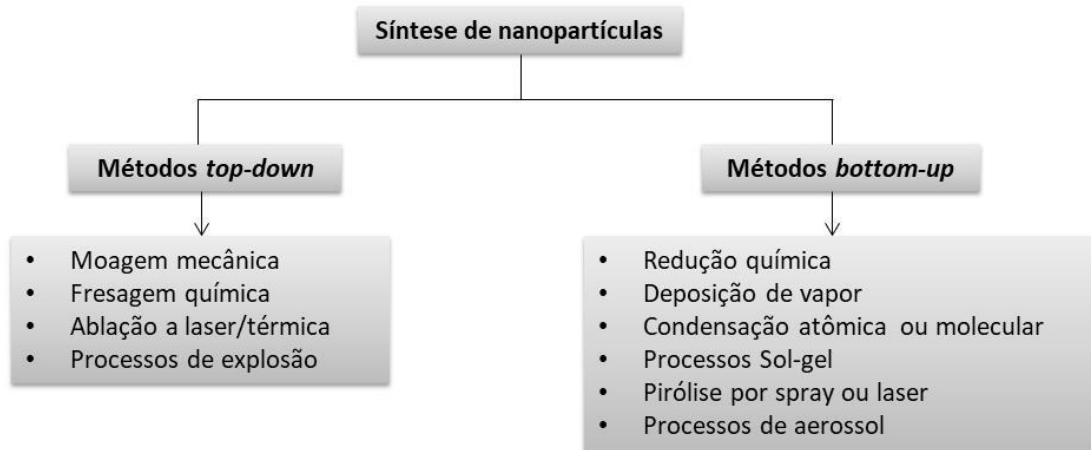 Síntese de nanopartículas
Métodos top-down
Métodos bottom-up
• Moagem mecânica
• Fresagem química
• Ablação a laser/térmica
• Processos de explosão
• Redução química
• Deposição de vapor
• Condensação atômica ou molecular
• Processos Sol-gel
• Pirólise por spray ou laser
• Processos de aerossol